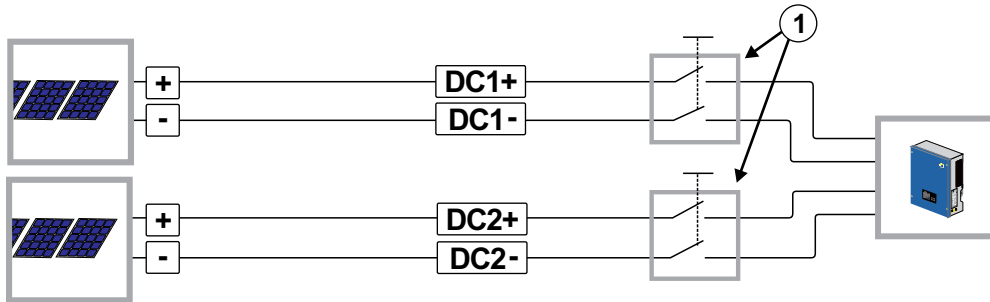 1
+
DC1+
-
DC1-
+
DC2+
-
DC2-